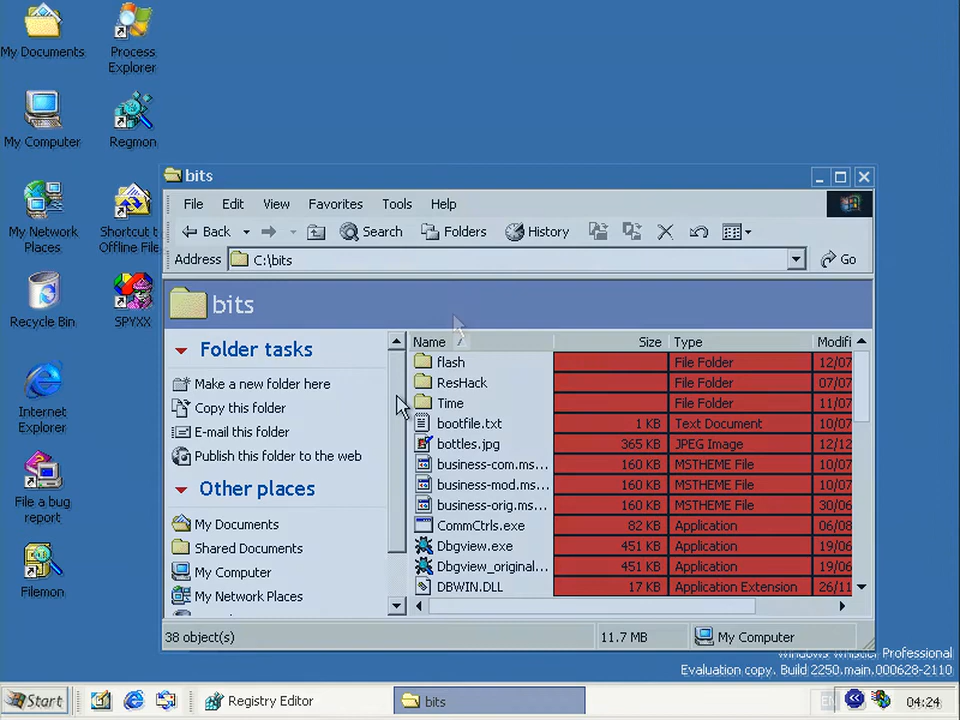 My Documents
Process
Explorer
My Computer
Regmon
bits
File Edit View Favorites Tools Help
Back Search Folders History
Address C:\bits Go
My Network
Places
Shortcut t
Offline File
bits
Recycle Bin
SPYXX
Folder tasks
Make a new folder here
Copy this folder
E-mail this folder
Publish this folder to the web
Other places
My Documents
Shared Documents
My Computer
My Network Places
Name Size Type Modifi
flash File Folder 12/07
ResHack File Folder 07/07
Time File Folder 11/07
bootfile.txt 1 KB Text Document 10/07
bottles.jpg 365 KB JPEG Image 12/12
business-com.ms... 160 KB MSTHEME File 10/07
business-mod.ms... 160 KB MSTHEME File 10/07
business-orig.ms... 160 KB MSTHEME File 30/06
CommCtrls.exe 82 KB Application 06/08
Dbgview.exe 451 KB Application 19/06
Dbgview_original... 451 KB Application 19/06
DBWIN.DLL 17 KB Application Extension 26/11
Internet
Explorer
File a bug
report
Filemon
38 object(s) 11.7 MB My Computer
Windows Whistler Professional
Evaluation copy. Build 2250.main.000628-2110
Start Registry Editor bits EN 04:24